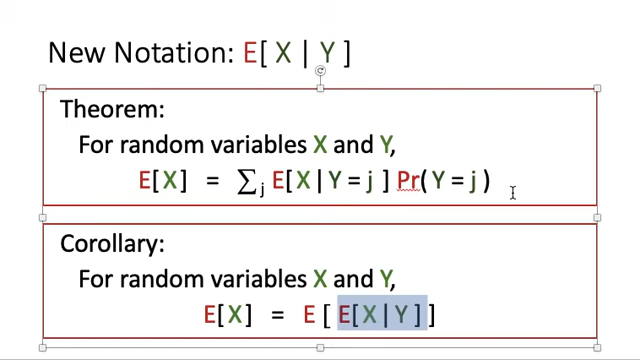 New Notation: E[ X | Y ]
Theorem:
For random variables X and Y,
E[ X ] = ∑j E[ X | Y = j ] Pr( Y = j )
Corollary:
For random variables X and Y,
E[ X ] = E [ E[ X | Y ] ]